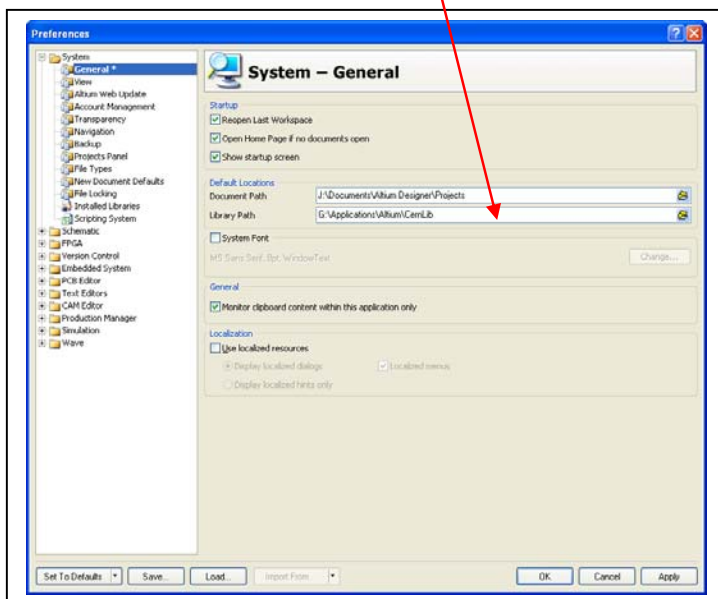 Preferences
System
General *
View
Altium Web Update
Account Management
Transparency
Navigation
Backup
Projects Panel
File Types
New Document Defaults
File Locking
Installed Libraries
Scripting System
Schematic
FPGA
Version Control
Embedded System
PCB Editor
Text Editors
CAM Editor
Production Manager
Simulation
Wave
System – General
Startup
Reopen Last Workspace
Open Home Page if no documents open
Show startup screen
Default Locations
Document Path J:\Documents\Altium Designer\Projects
Library Path G:\Applications\Altium\CernLib
System Font
MS Sans Serif, 8pt, WindowText Change...
General
Monitor clipboard content within this application only
Localization
Use localized resources
Display localized dialogs Localized menus
Display localized hints only
Set To Defaults Save... Load... Import From OK Cancel Apply